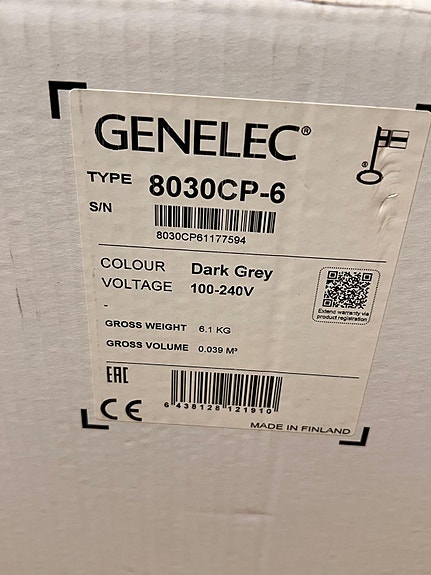 GENELEC®
TYPE 8030CP-6
S/N
8030CP61177594
COLOUR Dark Grey
VOLTAGE 100-240V
-
GROSS WEIGHT 6.1 KG
GROSS VOLUME 0.039 M³
Extend warranty via
product registration
EAC
CE
6 438128 121910
MADE IN FINLAND